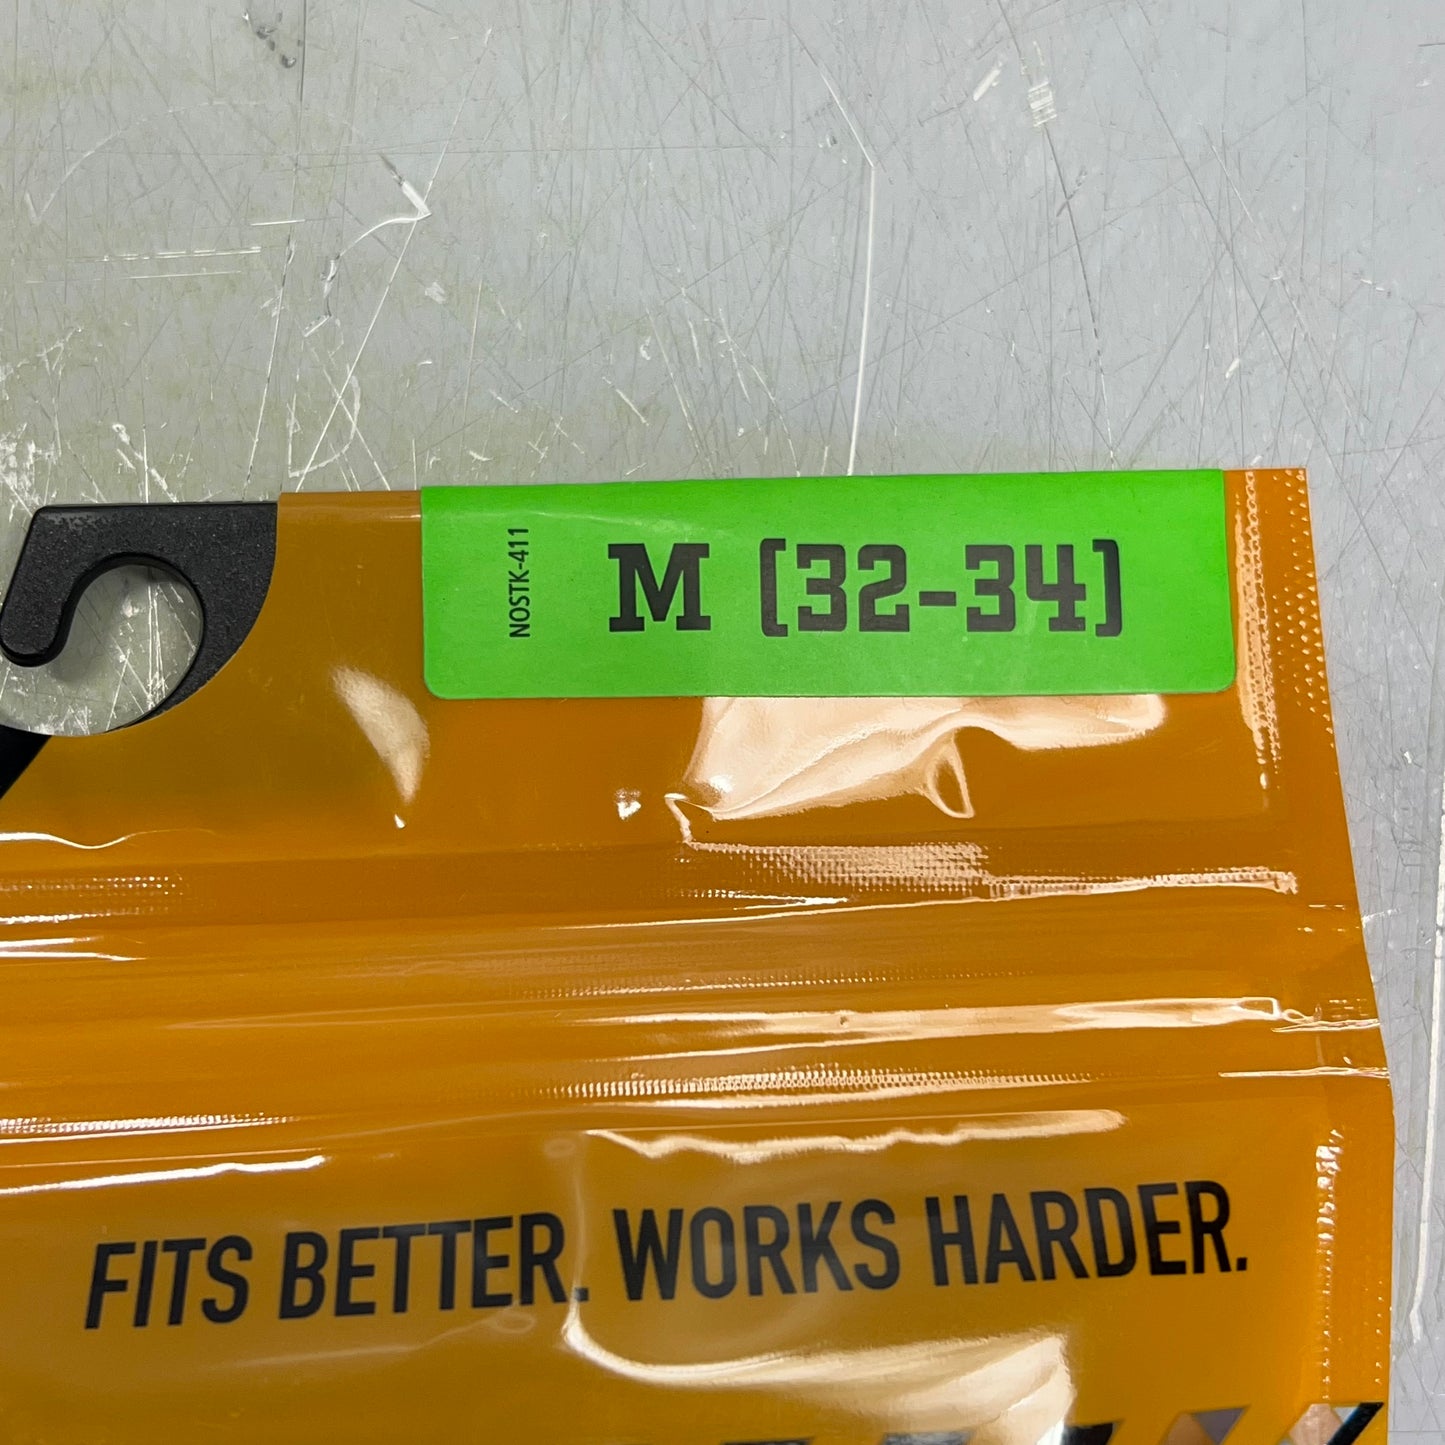 NOSTK-411
M (32-34)
FITS BETTER. WORKS HARDER.